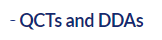 - QCTs and DDAs